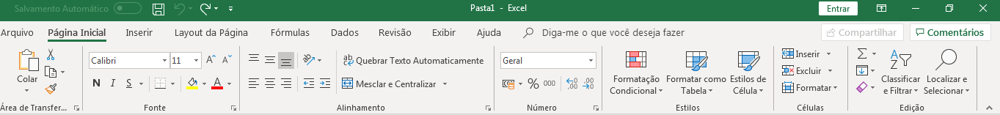 Salvamento Automático
Pasta1 - Excel
Entrar
Arquivo Página Inicial Inserir Layout da Página Fórmulas Dados Revisão Exibir Ajuda Diga-me o que você deseja fazer Compartilhar Comentários
Colar
Área de Transfer...
Calibri 11 A A
N I S A
Fonte
ab Quebrar Texto Automaticamente
Mesclar e Centralizar
Alinhamento
Geral
% 000 ,00 ,00
Número
Formatação Condicional
Formatar como Tabela
Estilos de Célula
Estilos
Inserir
Excluir
Formatar
Células
Σ
Classificar e Filtrar
Localizar e Selecionar
Edição